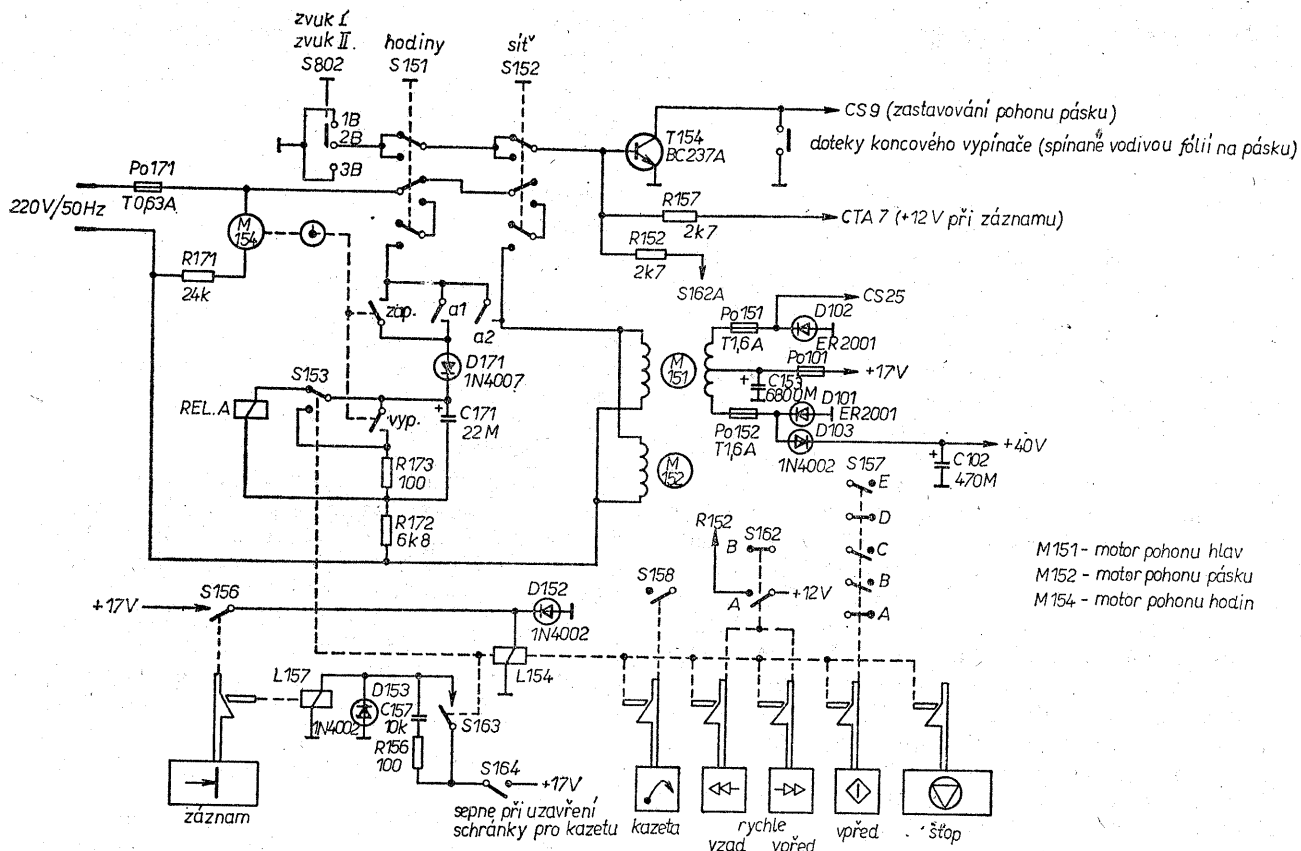 zvuk I
zvuk II.
S802
hodiny
S151
síť
S152
1B
2B
3B
T154
BC237A
CS9 (zastavování pohonu pásku)
doteky koncového vypínače (spínané vodivou fólií na pásku)
Po171
T0,63A
220V/50Hz
M
154
R171
24k
R157
2k7
CTA 7 (+12V při záznamu)
R152
2k7
S162A
zap.
a1
a2
D171
1N4007
S153
REL.A
vyp.
C171
22M
R173
100
R172
6k8
M
151
M
152
Po151
T1,6A
CS25
D102
ER2001
Po101
+17V
C153
6800M
D101
ER2001
Po152
T1,6A
D103
1N4002
+40V
C102
470M
S157
E
D
C
B
A
R152
S162
B
A
+12V
S158
M151 - motor pohonu hlav
M152 - motor pohonu pásku
M154 - motor pohonu hodin
+17V
S156
D152
1N4002
L154
L157
1N4002
D153
C157
10k
R156
100
S163
S164
+17V
sepne při uzavření
schránky pro kazetu
záznam
kazeta
rychle
vzad
vpřed
vpřed
štop